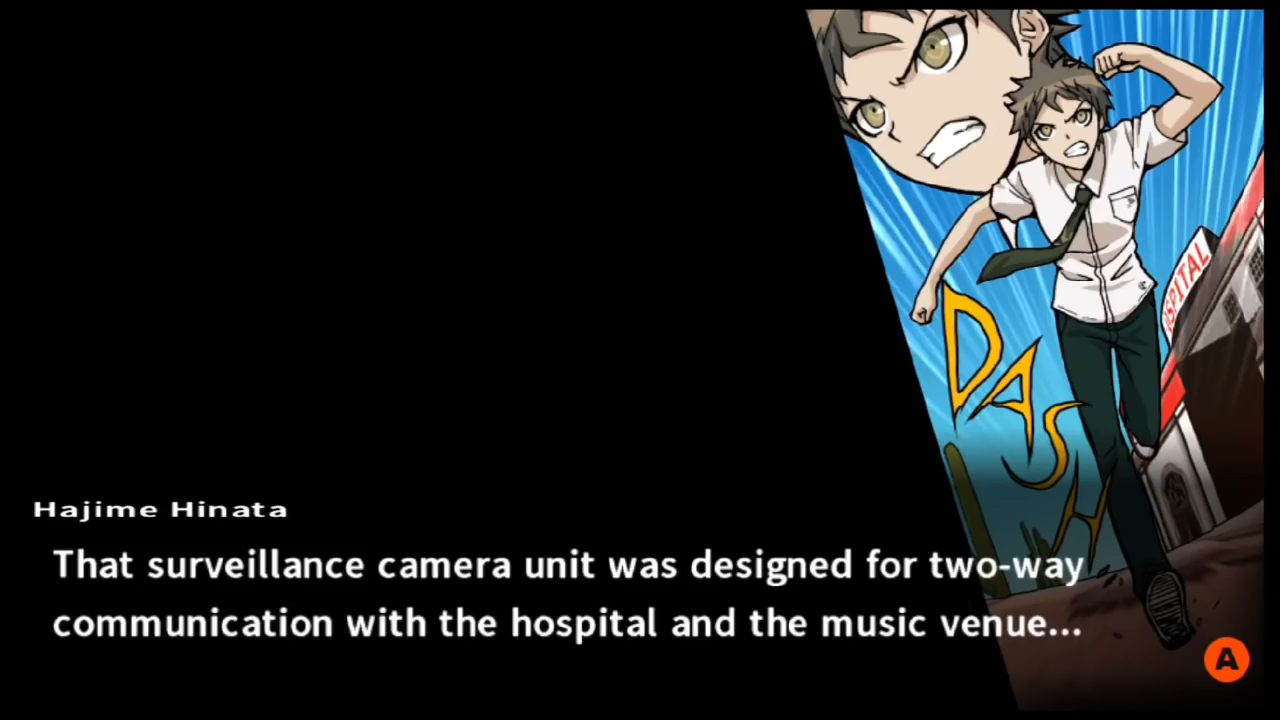 OSPITAL
DASH
Hajime Hinata
That surveillance camera unit was designed for two-way
communication with the hospital and the music venue...
A